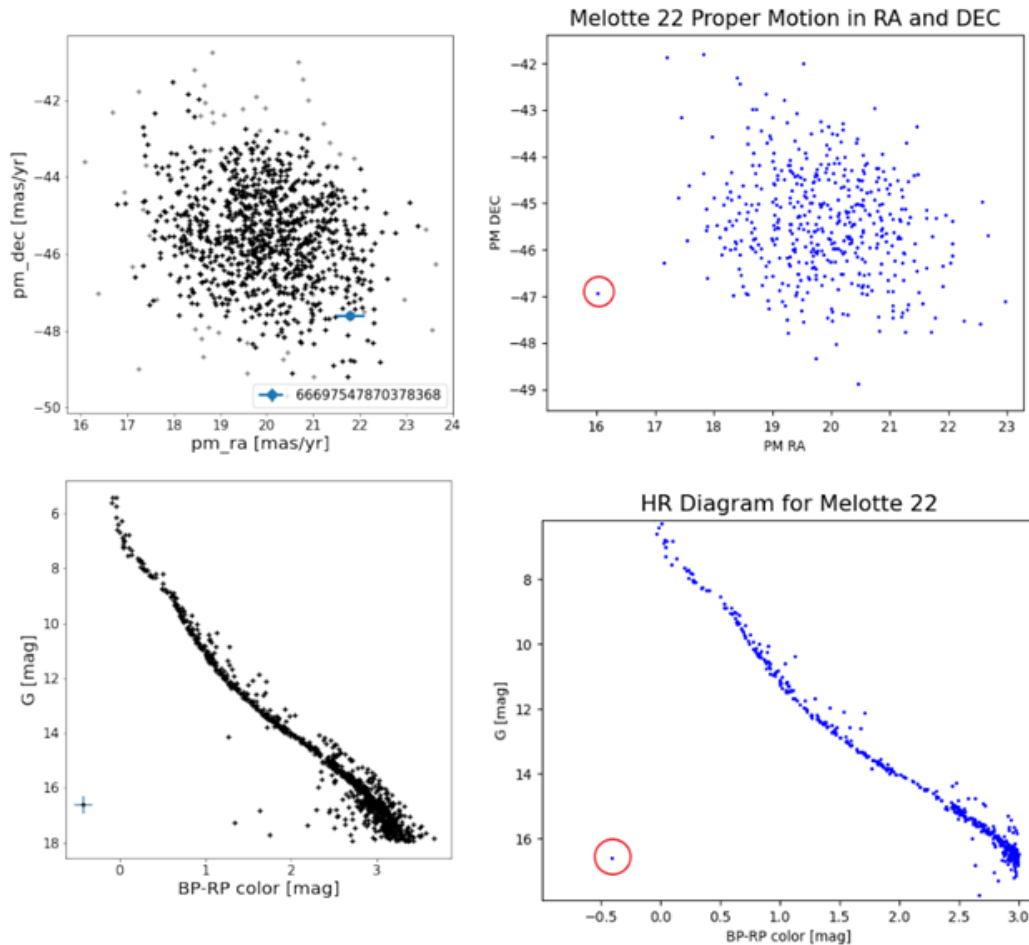 Melotte 22 Proper Motion in RA and DEC
pm_dec [mas/yr]
−42
−44
−46
−48
−50
666975478703​78368
16 17 18 19 20 21 22 23 24
pm_ra [mas/yr]
PM DEC
−42
−43
−44
−45
−46
−47
−48
−49
16 17 18 19 20 21 22 23
PM RA
G [mag]
6
8
10
12
14
16
18
0 1 2 3
BP-RP color [mag]
HR Diagram for Melotte 22
G [mag]
8
10
12
14
16
−0.5 0.0 0.5 1.0 1.5 2.0 2.5 3.0
BP-RP color [mag]